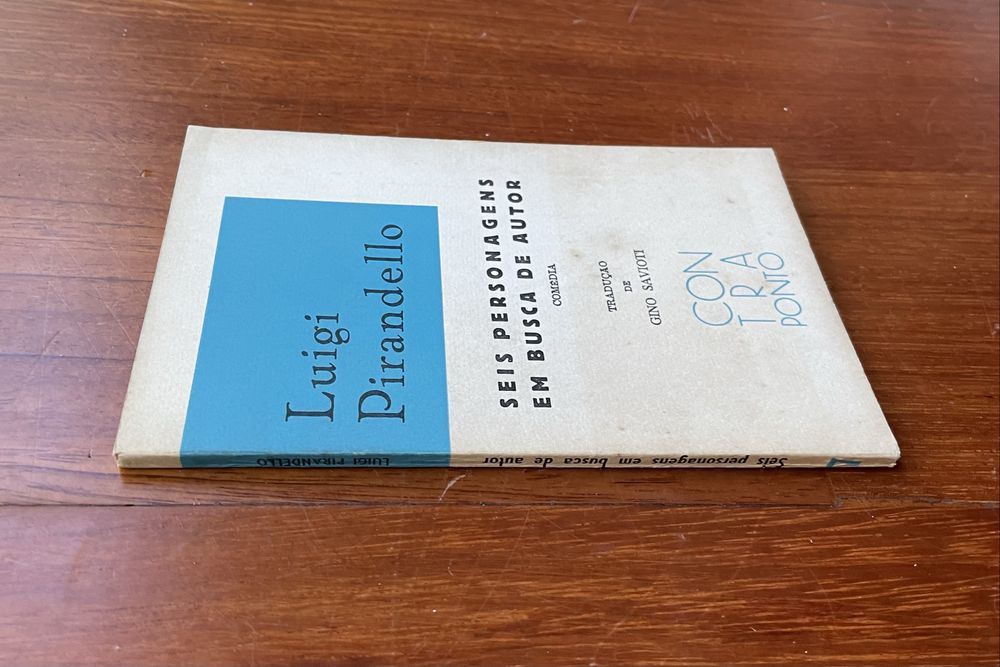 Luigi
Pirandello
SEIS PERSONAGENS
EM BUSCA DE AUTOR
COMÉDIA
TRADUÇÃO
DE
GINO SAVIOTI
CON
TRA
PONTO
LUIGI PIRANDELLO
Seis personagens em busca de autor